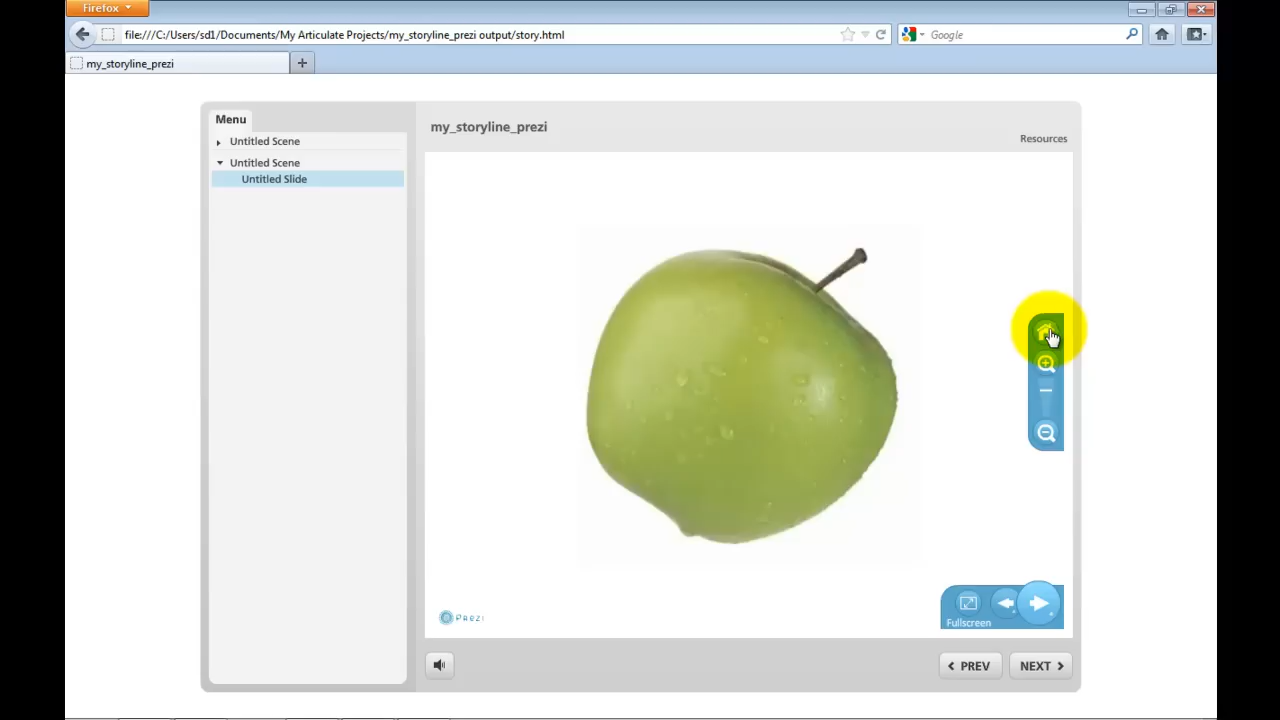 Firefox
file:///C:/Users/sd1/Documents/My Articulate Projects/my_storyline_prezi output/story.html
Google
my_storyline_prezi
Menu
Untitled Scene
Untitled Scene
Untitled Slide
my_storyline_prezi
Resources
Prezi
Fullscreen
PREV
NEXT